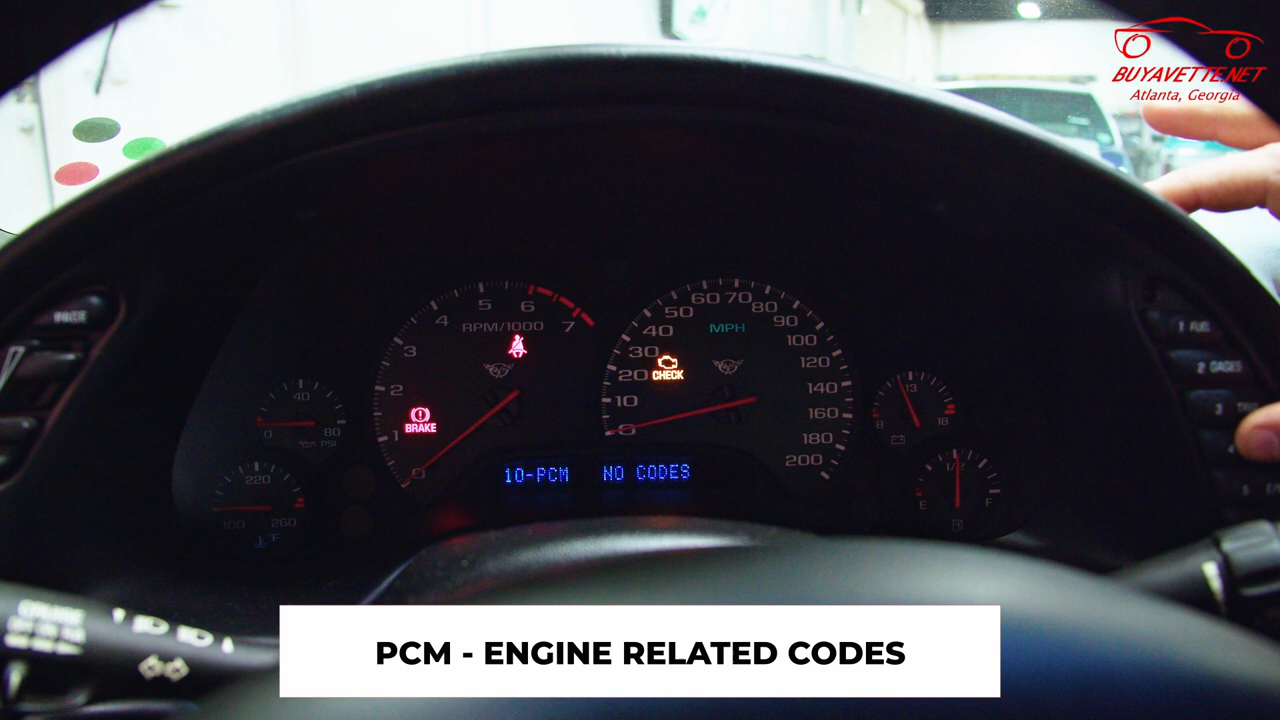 BUYAVETTE.NET
Atlanta, Georgia
5 6
4 7
RPM/1000
3
2
1
0
BRAKE
60 70
50 80
40 90
MPH
30 100
20 120
CHECK
10 140
0 160
180
200
40
0 80
PSI
220
100 260
°F
13
8 18
1/2
E F
10-PCM NO CODES
1 FUEL
2 GAGES
3
5
PCM - ENGINE RELATED CODES